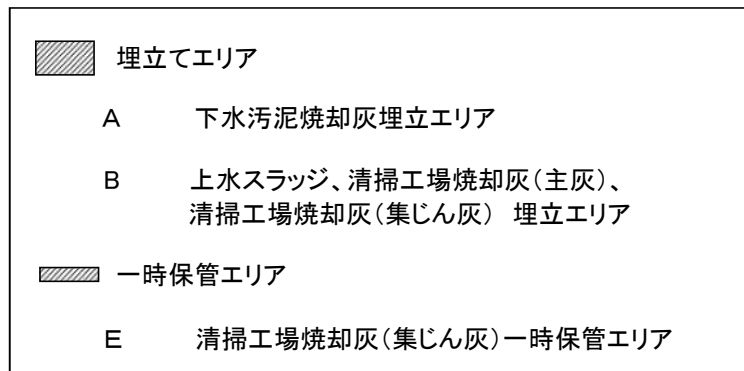 埋立てエリア
A 下水汚泥焼却灰埋立エリア
B 上水スラッジ、清掃工場焼却灰(主灰)、
清掃工場焼却灰(集じん灰) 埋立エリア
一時保管エリア
E 清掃工場焼却灰(集じん灰)一時保管エリア